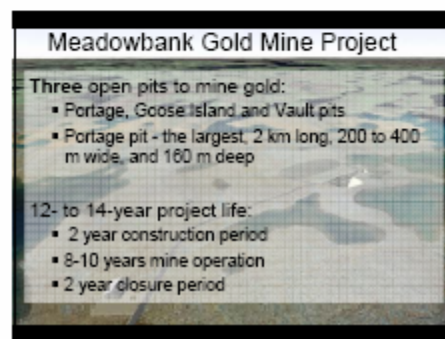 Meadowbank Gold Mine Project
Three open pits to mine gold:
▪ Portage, Goose Island and Vault pits
▪ Portage pit - the largest, 2 km long, 200 to 400
m wide, and 160 m deep
12- to 14-year project life:
▪ 2 year construction period
▪ 8-10 years mine operation
▪ 2 year closure period